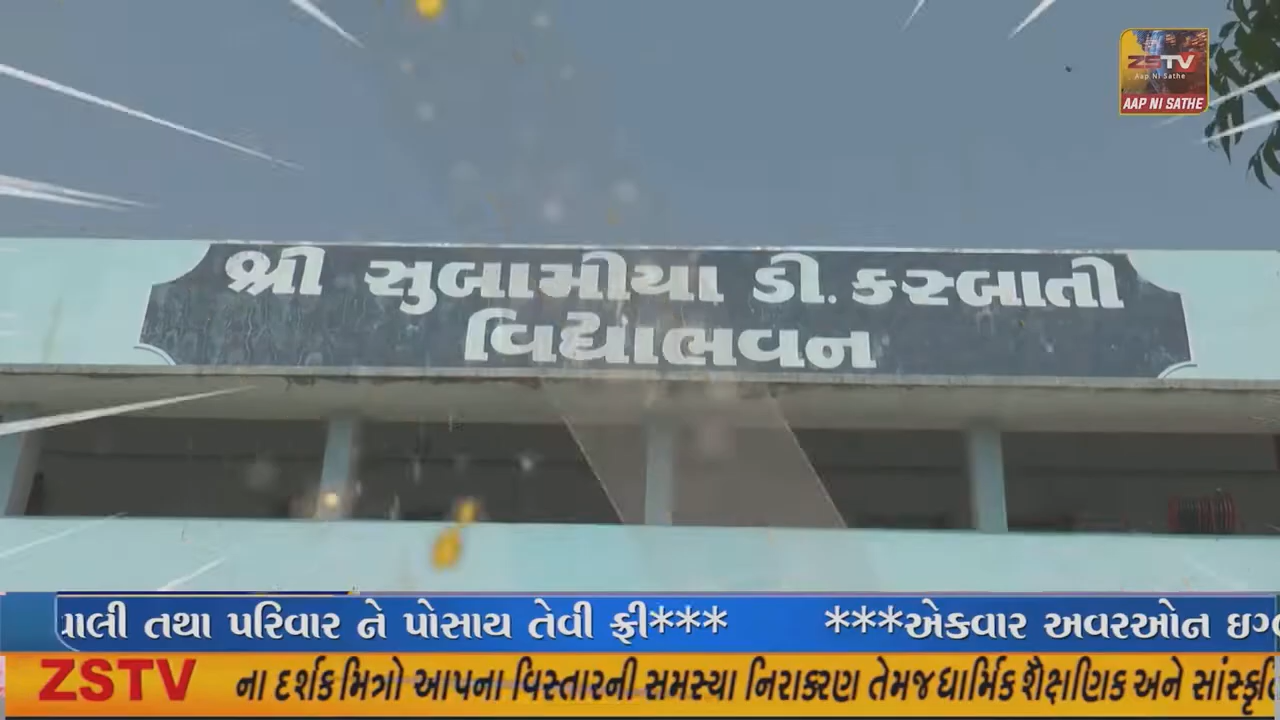 ZSTV
Aap Ni Sathe
AAP NI SATHE
શ્રી સુબામીયા ડી. કરબાતી
વિદ્યાભવન
તથા પરિવાર ને પોસાય તેવી ફ્રી*** ***એકવાર અવરઓન
ZSTV ના દર્શક મિત્રો આપના વિસ્તારની સમસ્યા નિરાકરણ તેમજ ધાર્મિક શૈક્ષણિક અને